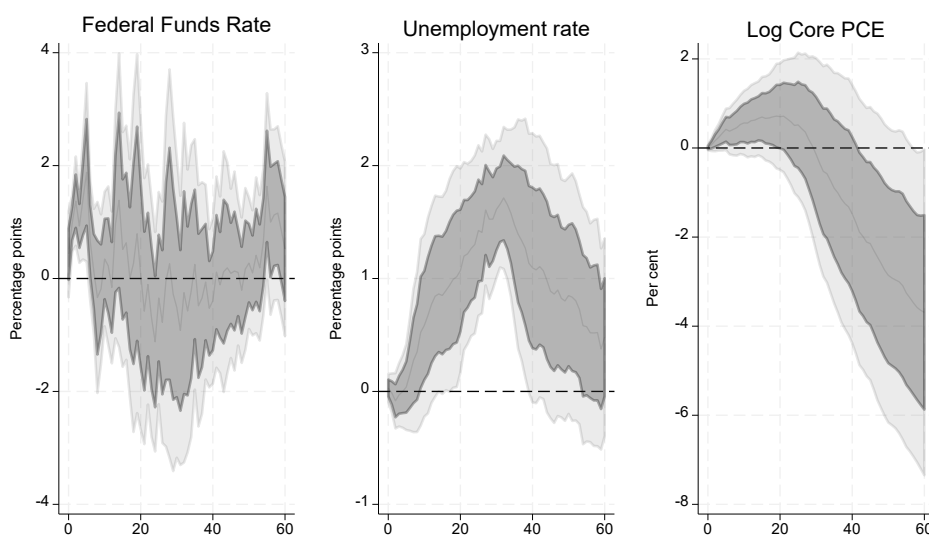 Federal Funds Rate
Percentage points
4
2
0
-2
-4
0 20 40 60
Unemployment rate
Percentage points
3
2
1
0
-1
0 20 40 60
Log Core PCE
Per cent
2
0
-2
-4
-6
-8
0 20 40 60